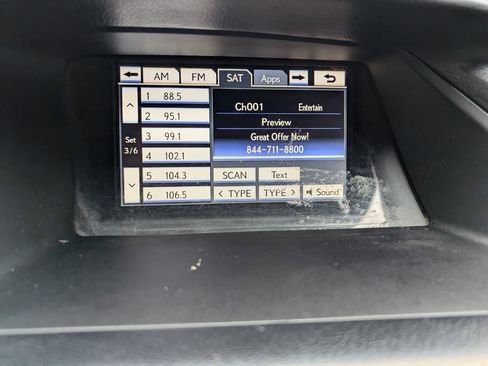 AM FM SAT Apps
1 88.5
2 95.1
3 99.1
4 102.1
5 104.3
6 106.5
Set
3/6
Ch001 Entertain
Preview
Great Offer Now!
844-711-8800
SCAN Text
< TYPE TYPE > Sound